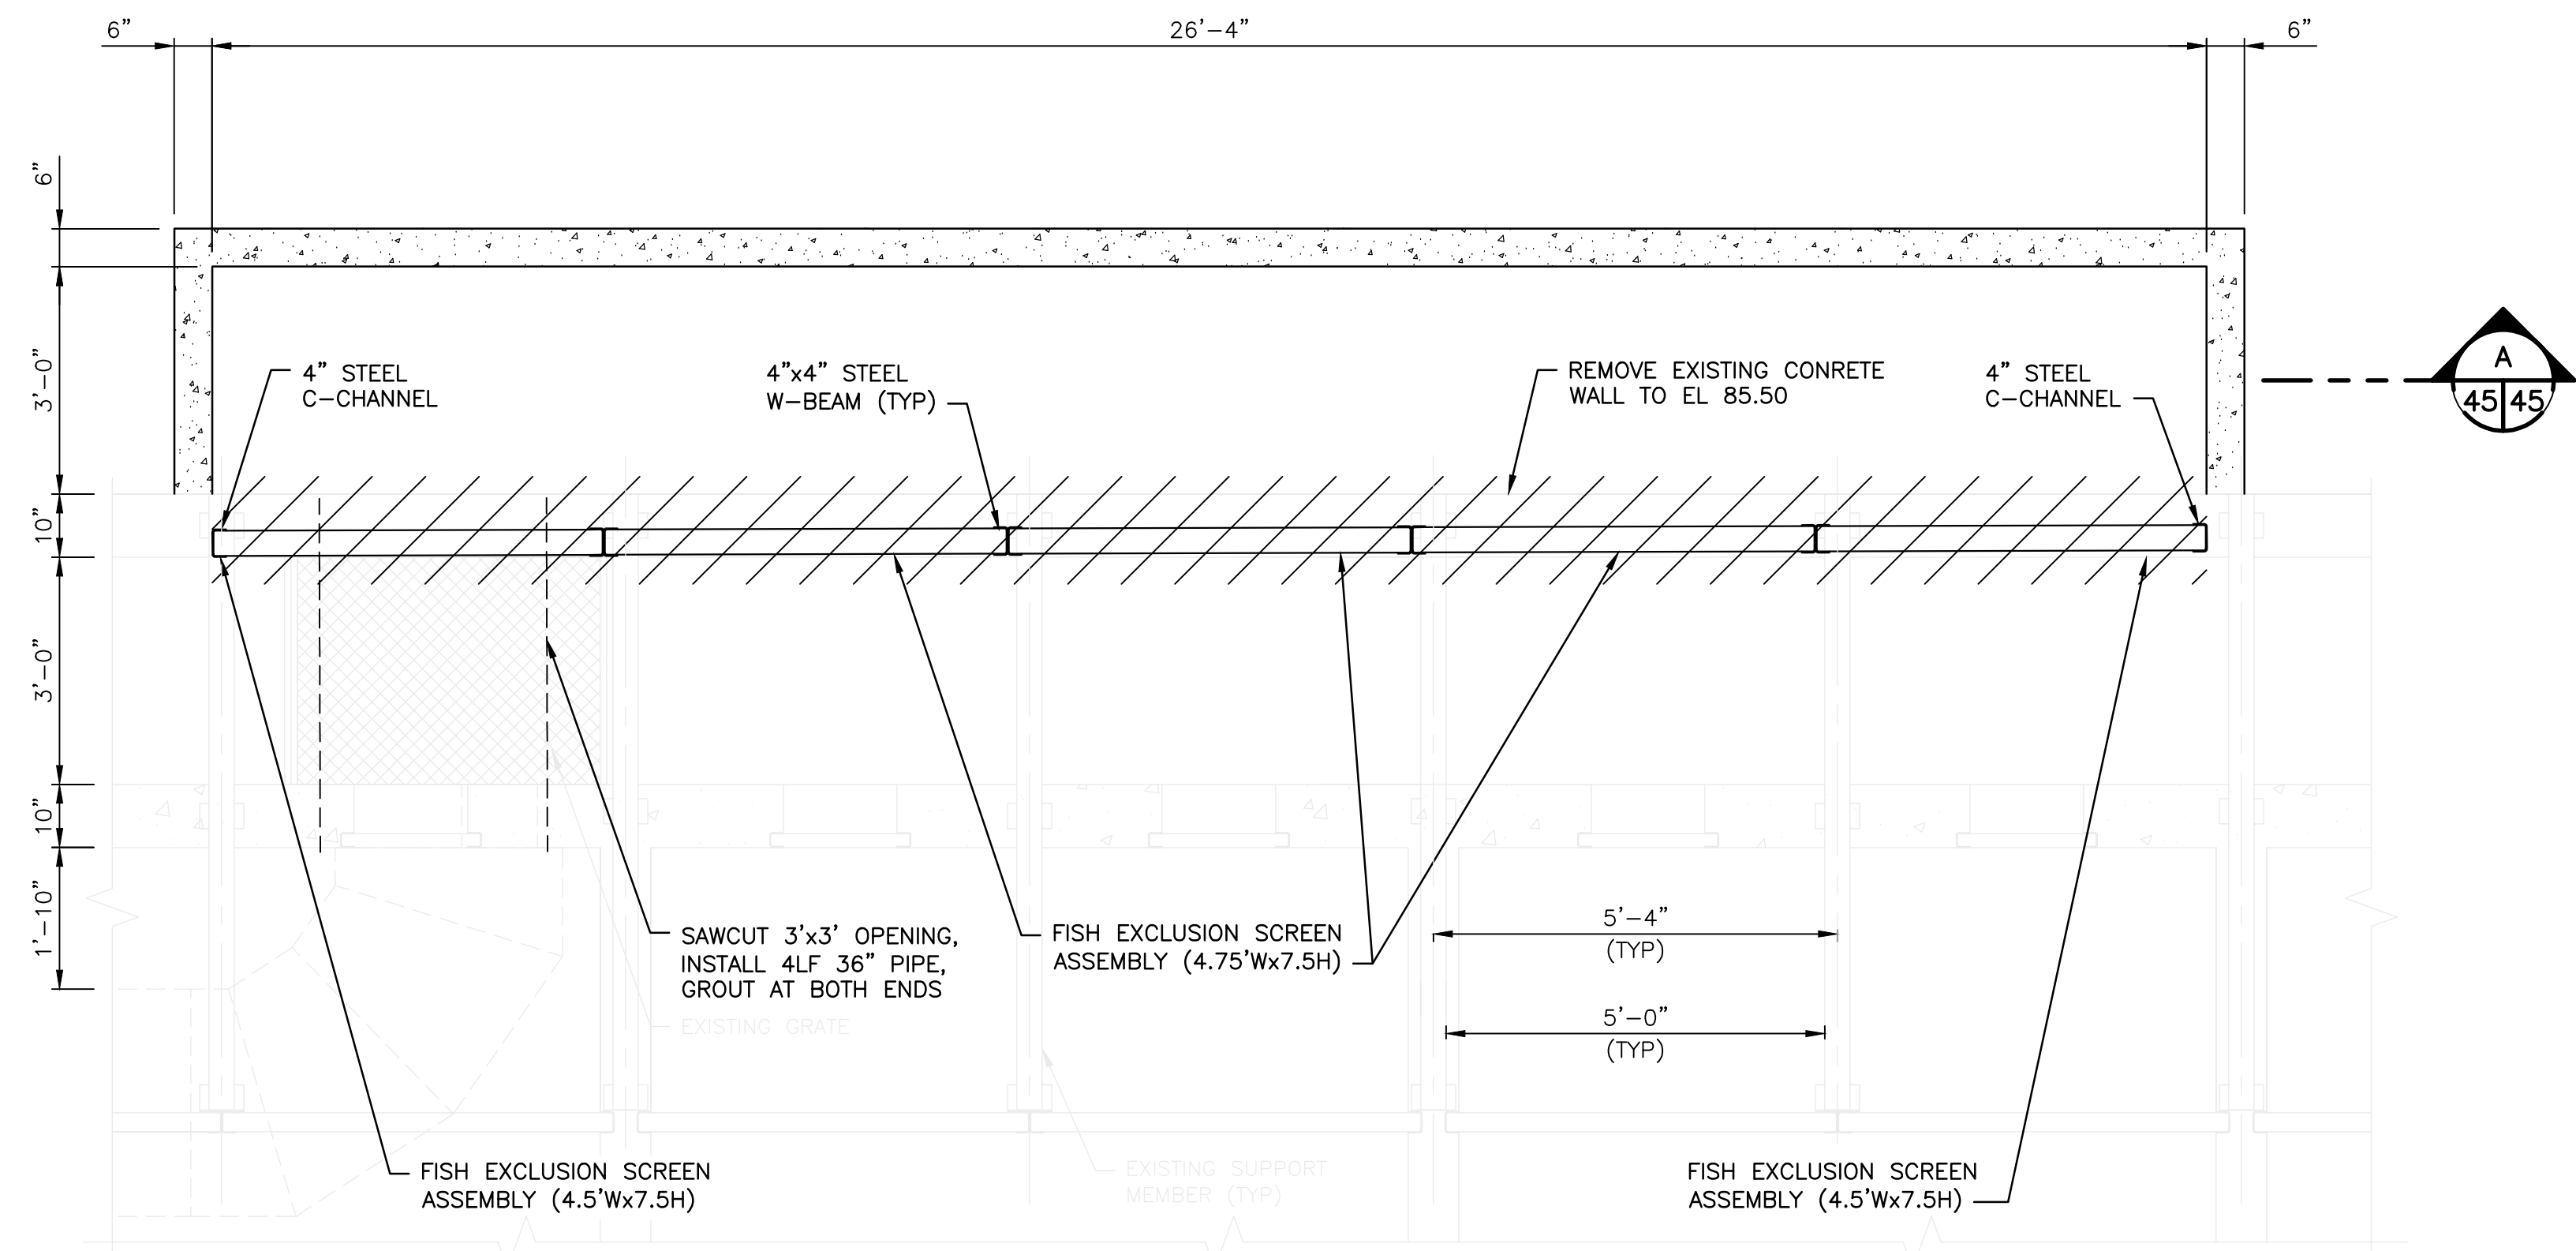 6”
26’-4”
6”
6”
3’-0”
10”
3’-0”
10”
1’-10”
4” STEEL
C-CHANNEL
4”x4” STEEL
W-BEAM (TYP)
REMOVE EXISTING CONRETE
WALL TO EL 85.50
4” STEEL
C-CHANNEL
A
45 45
SAWCUT 3’x3’ OPENING,
INSTALL 4LF 36” PIPE,
GROUT AT BOTH ENDS
EXISTING GRATE
FISH EXCLUSION SCREEN
ASSEMBLY (4.75’Wx7.5H)
5’-4”
(TYP)
5’-0”
(TYP)
FISH EXCLUSION SCREEN
ASSEMBLY (4.5’Wx7.5H)
EXISTING SUPPORT
MEMBER (TYP)
FISH EXCLUSION SCREEN
ASSEMBLY (4.5’Wx7.5H)